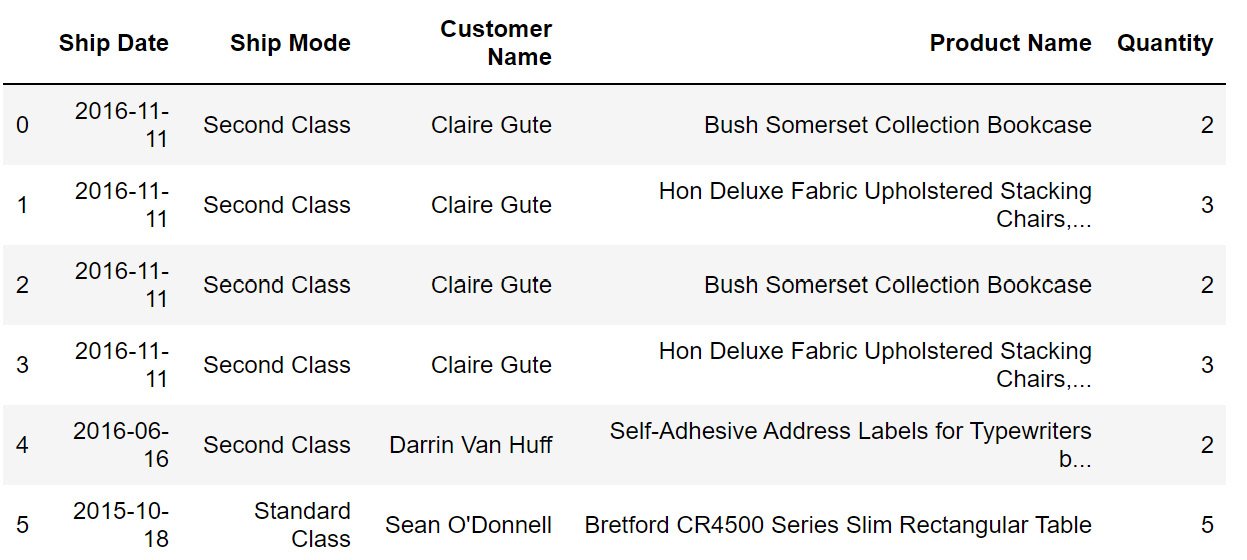 Ship Date Ship Mode Customer Name Product Name Quantity
0 2016-11-11 Second Class Claire Gute Bush Somerset Collection Bookcase 2
1 2016-11-11 Second Class Claire Gute Hon Deluxe Fabric Upholstered Stacking Chairs,... 3
2 2016-11-11 Second Class Claire Gute Bush Somerset Collection Bookcase 2
3 2016-11-11 Second Class Claire Gute Hon Deluxe Fabric Upholstered Stacking Chairs,... 3
4 2016-06-16 Second Class Darrin Van Huff Self-Adhesive Address Labels for Typewriters b... 2
5 2015-10-18 Standard Class Sean O'Donnell Bretford CR4500 Series Slim Rectangular Table 5